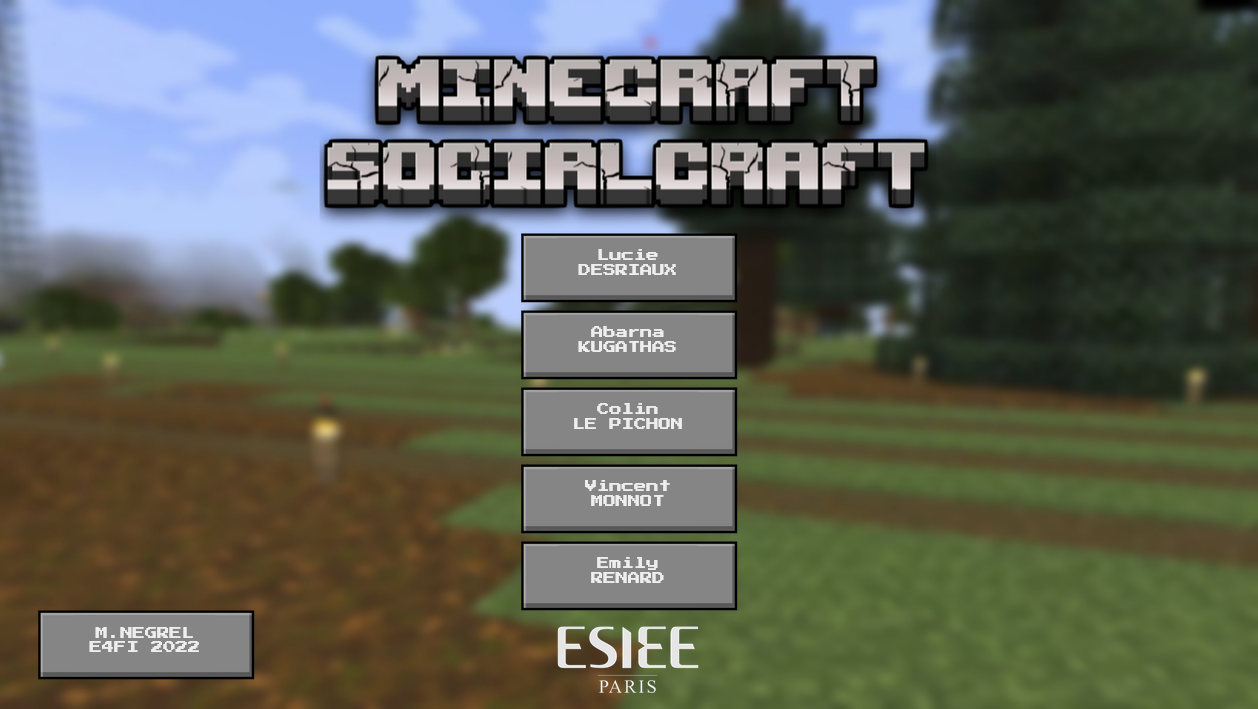 MINECRAFT
SOCIALCRAFT
Lucie
DESRIAUX
Abarna
KUGATHAS
Colin
LE PICHON
Vincent
MONNOT
Emily
RENARD
M.NEGREL
E4FI 2022
ESIEE
PARIS